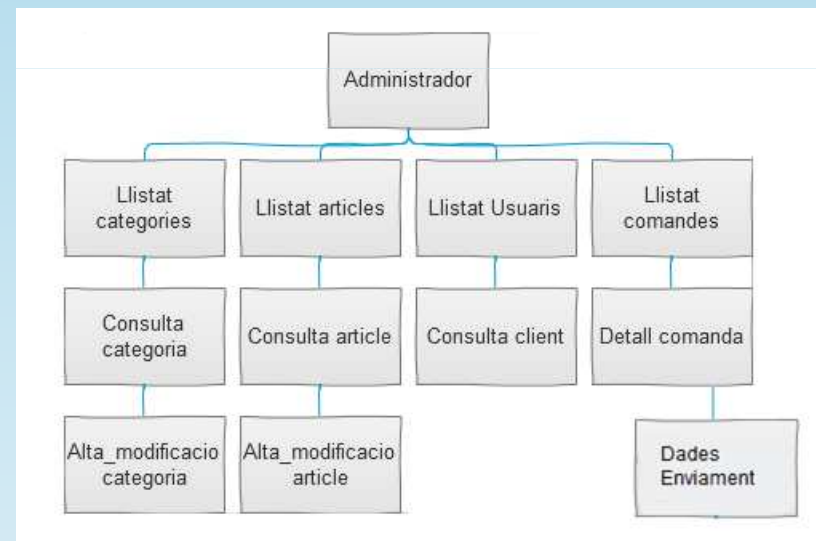 Administrador
Llistat
categories
Llistat articles
Llistat Usuaris
Llistat
comandes
Consulta
categoria
Consulta article
Consulta client
Detall comanda
Alta_modificacio
categoria
Alta_modificacio
article
Dades
Enviament